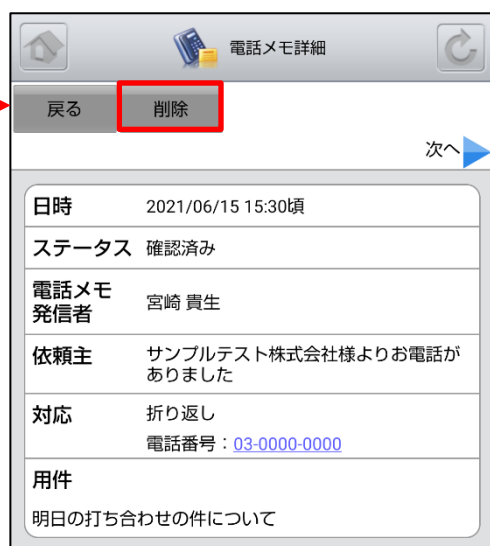 電話メモ詳細
戻る 削除
次へ
日時 2021/06/15 15:30頃
ステータス 確認済み
電話メモ発信者 宮崎 貴生
依頼主 サンプルテスト株式会社様よりお電話が
ありました
対応 折り返し
電話番号：03-0000-0000
用件
明日の打ち合わせの件について